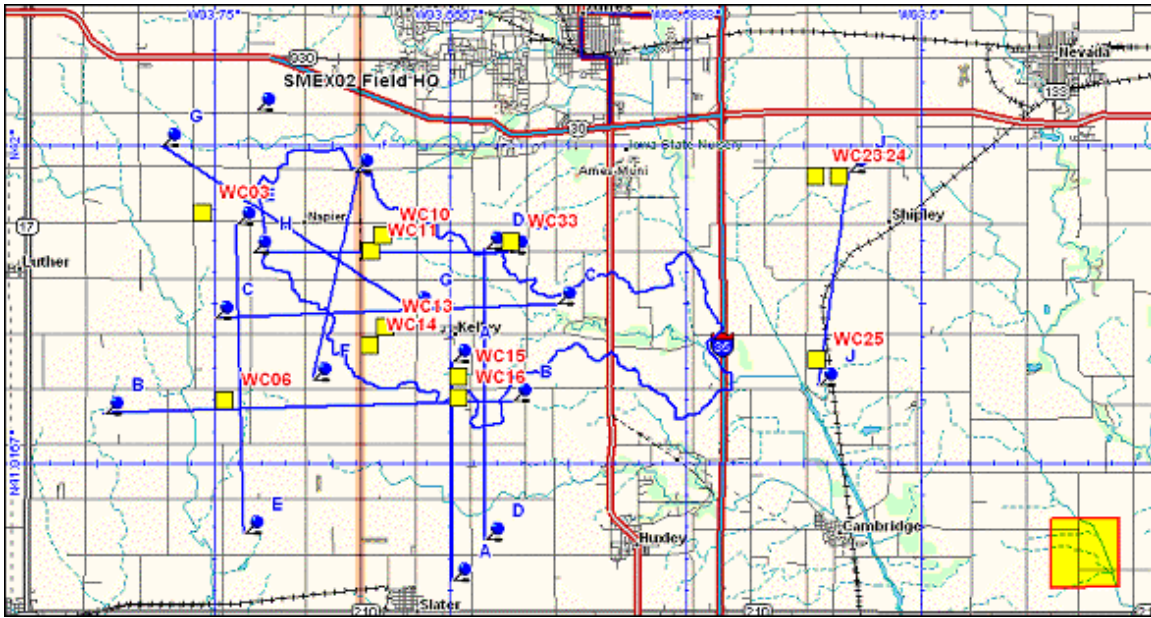 W93.75°
W93.6667°
W93.5833°
W93.5°
Nevada
030
SMEX02 Field HQ
133
30
G
N42°
Iowa State Nursery
J
WC23 24
Ames Muni
WC03
E
Napier
WC10
WC11
H
D
WC33
Shipley
17
Luther
C
G
C
WC13
A
WC14
Kelley
F
WC15
WC16
B
35
WC25
J
WC06
B
N41.9167°
E
D
A
Huxley
Cambridge
210
Slater
210